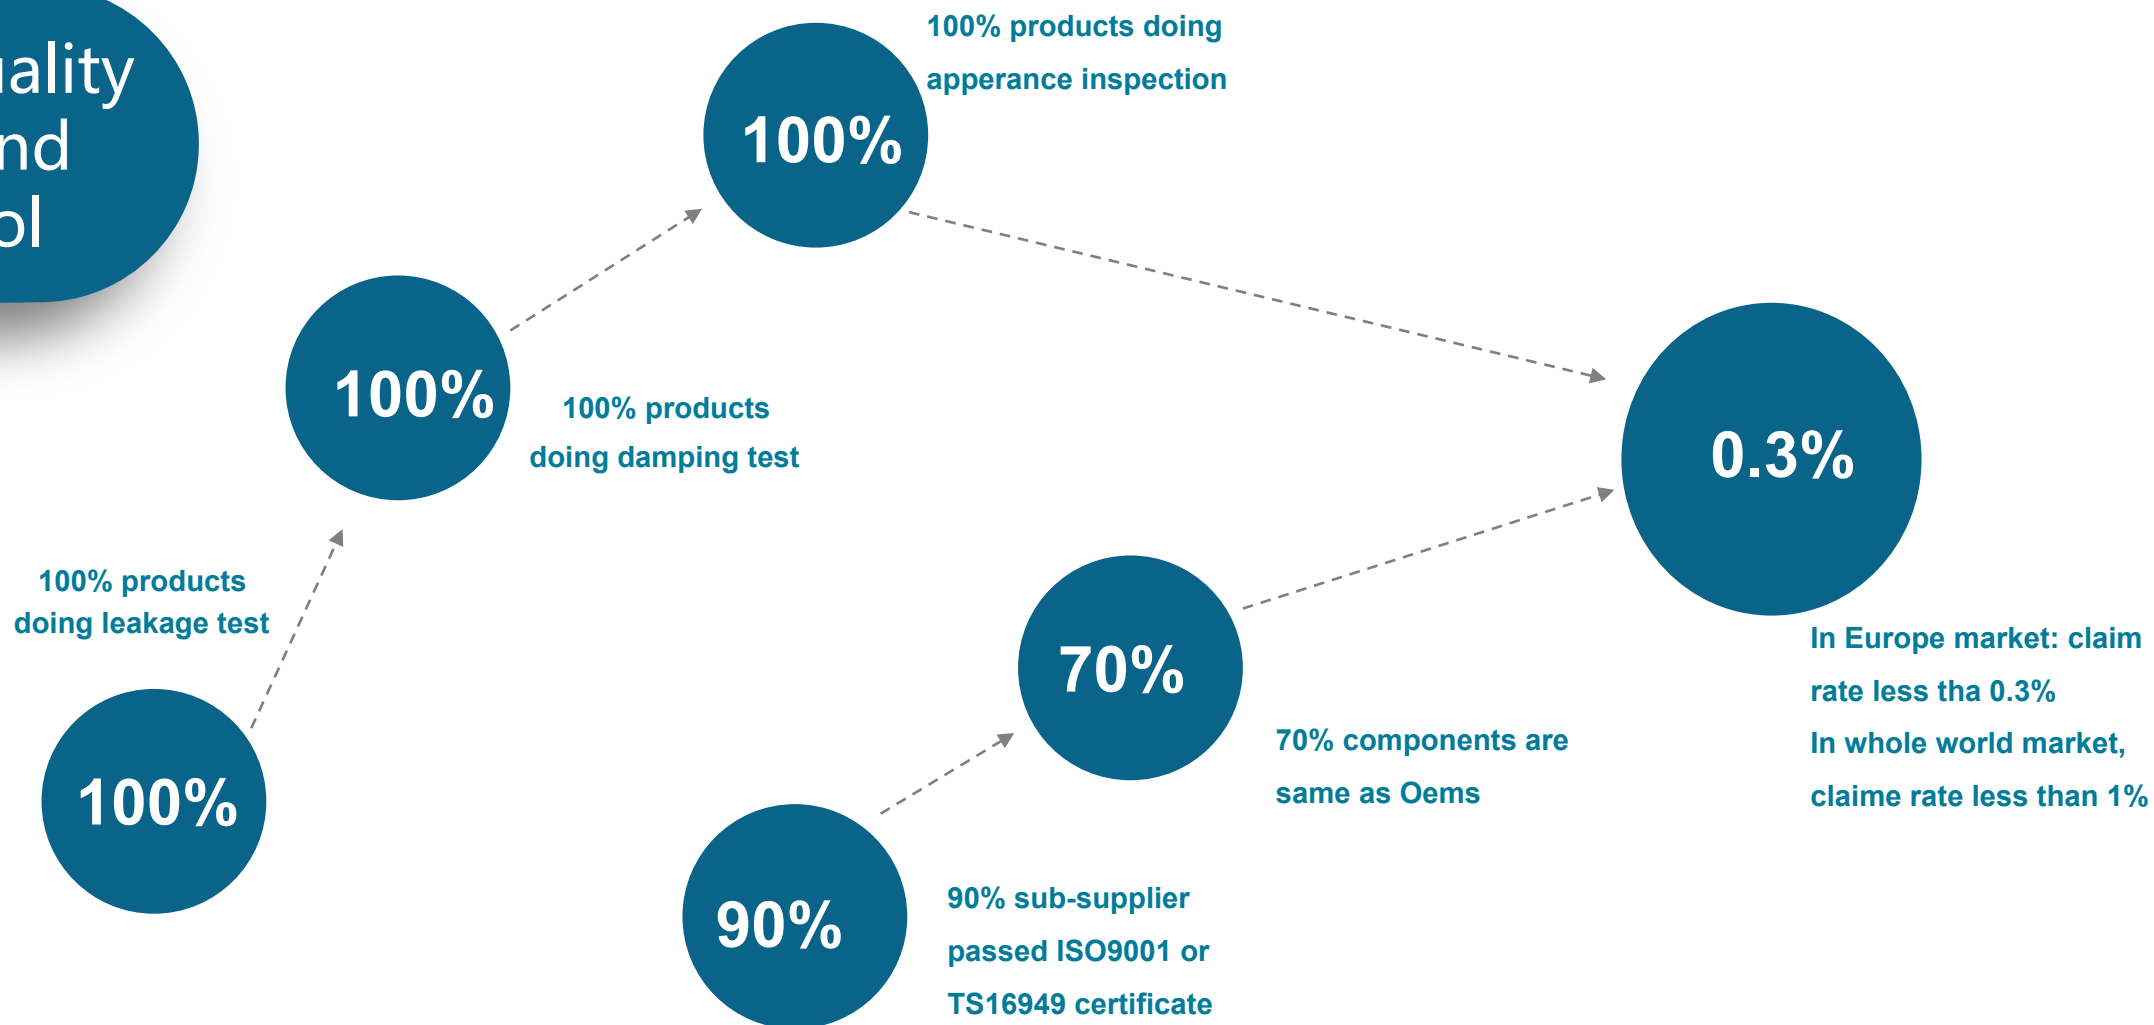 uality
nd
ol
100% products doing
apperance inspection
100%
100%
100% products
doing damping test
100% products
doing leakage test
100%
0.3%
In Europe market: claim
rate less tha 0.3%
In whole world market,
claime rate less than 1%
70%
70% components are
same as Oems
90%
90% sub-supplier
passed ISO9001 or
TS16949 certificate